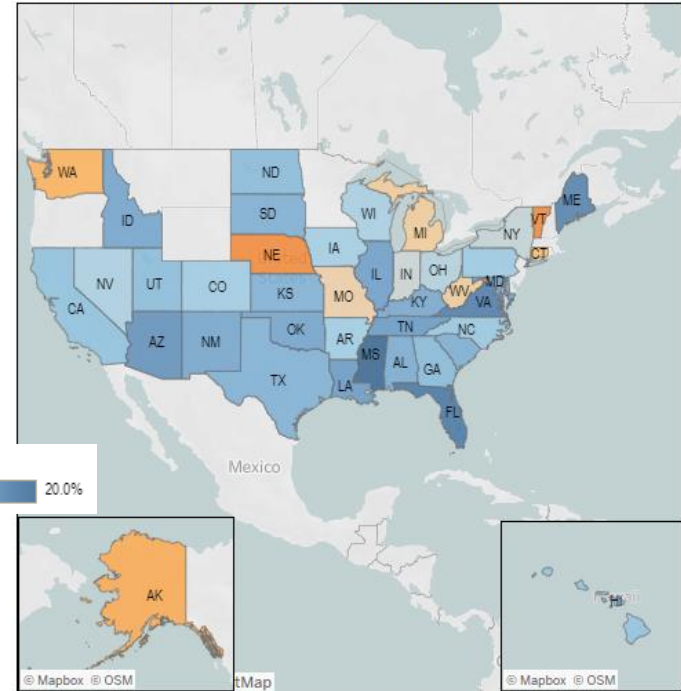 WA
ND
ME
ID
SD
WI
MI
NY
VT
CT
NE
IA
NV
UT
CO
KS
MO
IL
IN
OH
MD
WV
VA
KY
CA
AZ
NM
OK
AR
TN
NC
TX
LA
MS
AL
GA
FL
Mexico
20.0%
AK
HI
© Mapbox © OSM
tMap
© Mapbox © OSM